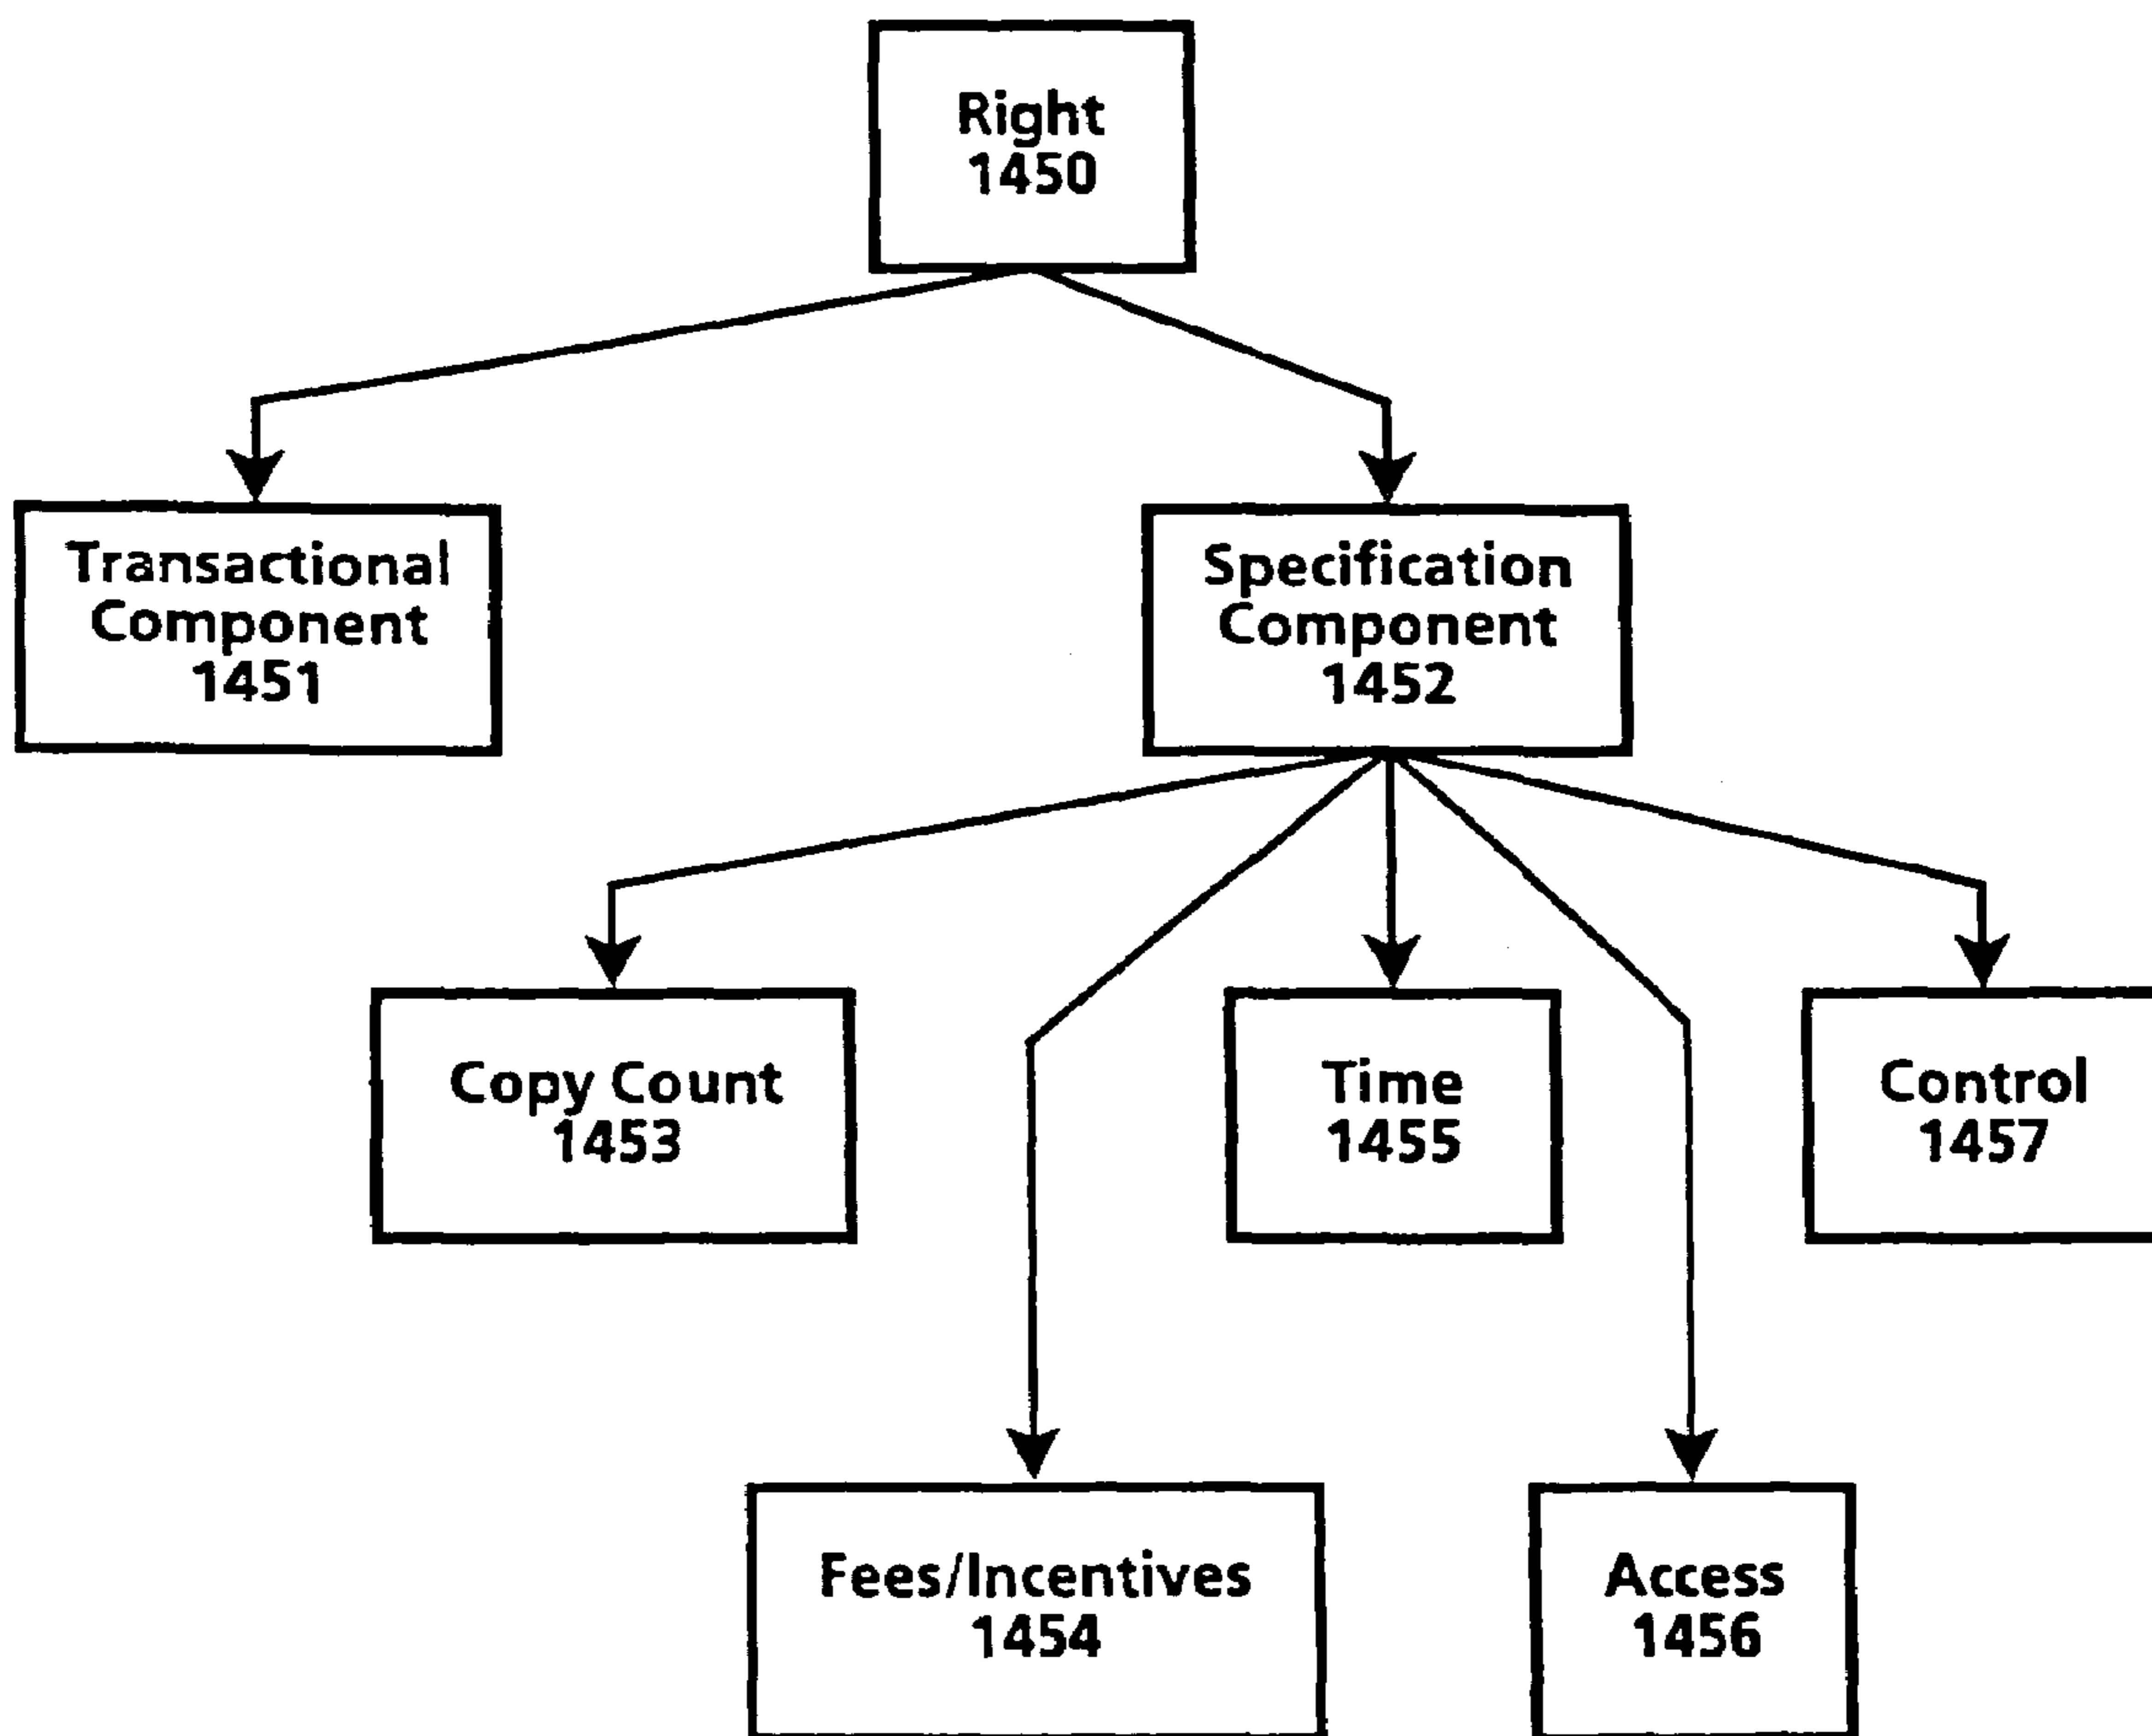 Right
1450
Transactional
Component
1451
Specification
Component
1452
Copy Count
1453
Time
1455
Control
1457
Fees/Incentives
1454
Access
1456